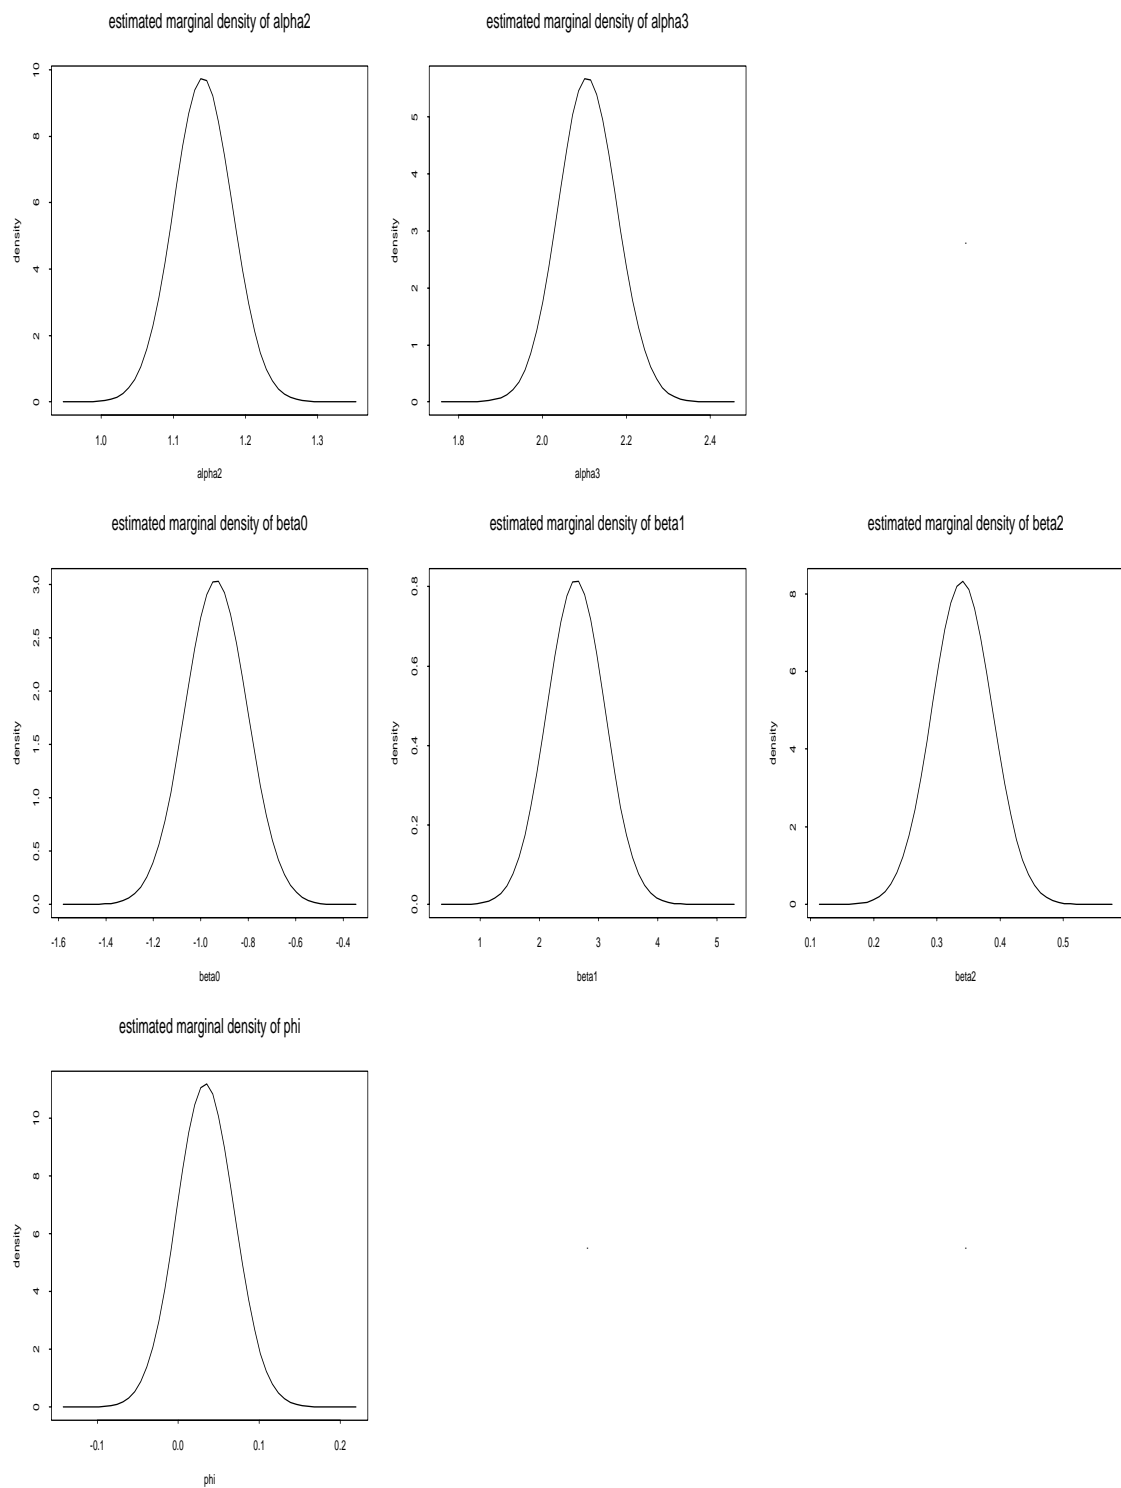 estimated marginal density of alpha2
estimated marginal density of alpha3
density
0
2
4
6
8
10
1.0 1.1 1.2 1.3
alpha2
density
0
1
2
3
4
5
1.8 2.0 2.2 2.4
alpha3
estimated marginal density of beta0
estimated marginal density of beta1
estimated marginal density of beta2
density
0.0
0.5
1.0
1.5
2.0
2.5
3.0
-1.6 -1.4 -1.2 -1.0 -0.8 -0.6 -0.4
beta0
density
0.0
0.2
0.4
0.6
0.8
1 2 3 4 5
beta1
density
0
2
4
6
8
0.1 0.2 0.3 0.4 0.5
beta2
estimated marginal density of phi
density
0
2
4
6
8
10
-0.1 0.0 0.1 0.2
phi